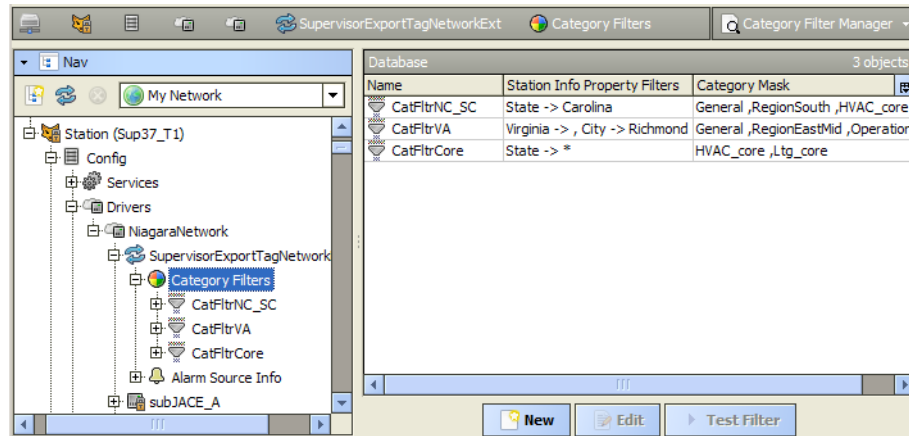 SupervisorExportTagNetworkExt Category Filters Category Filter Manager
Nav
My Network
Station (Sup37_T1)
Config
Services
Drivers
NiagaraNetwork
SupervisorExportTagNetwork
Category Filters
CatFltrNC_SC
CatFltrVA
CatFltrCore
Alarm Source Info
subJACE_A
Database 3 objects
Name Station Info Property Filters Category Mask
CatFltrNC_SC State -> Carolina General ,RegionSouth ,HVAC_core
CatFltrVA Virginia -> , City -> Richmond General ,RegionEastMid ,Operation
CatFltrCore State -> * HVAC_core ,Ltg_core
New Edit Test Filter